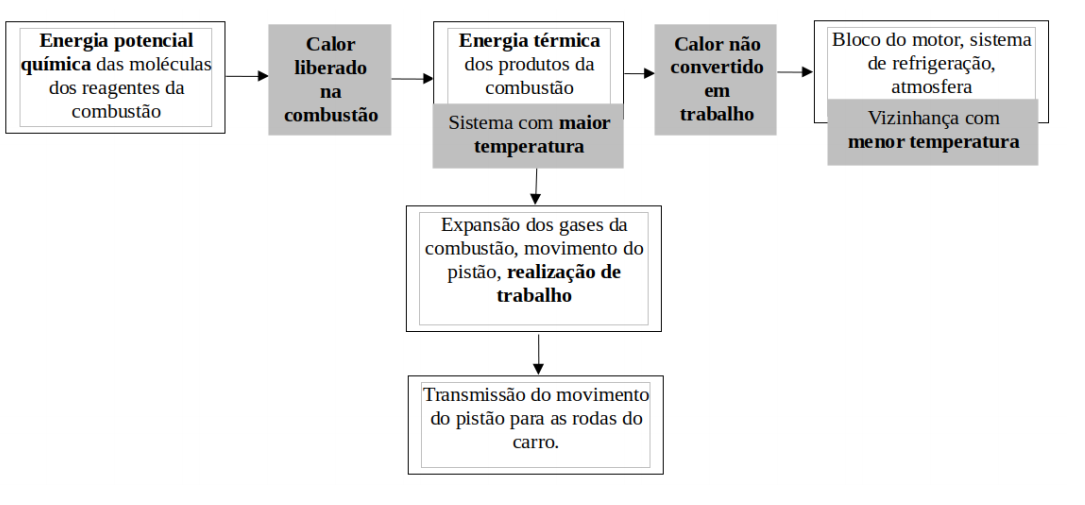 Energia potencial
química das moléculas
dos reagentes da
combustão
Calor
liberado
na
combustão
Energia térmica
dos produtos da
combustão
Sistema com maior
temperatura
Calor não
convertido
em
trabalho
Bloco do motor, sistema
de refrigeração,
atmosfera
Vizinhança com
menor temperatura
Expansão dos gases da
combustão, movimento do
pistão, realização de
trabalho
Transmissão do movimento
do pistão para as rodas do
carro.